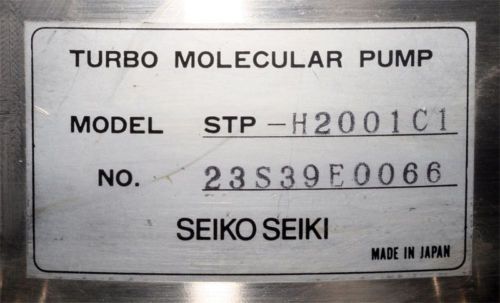 TURBO MOLECULAR PUMP
MODEL STP -H2001C1
NO. 23S39E0066
SEIKO SEIKI
MADE IN JAPAN